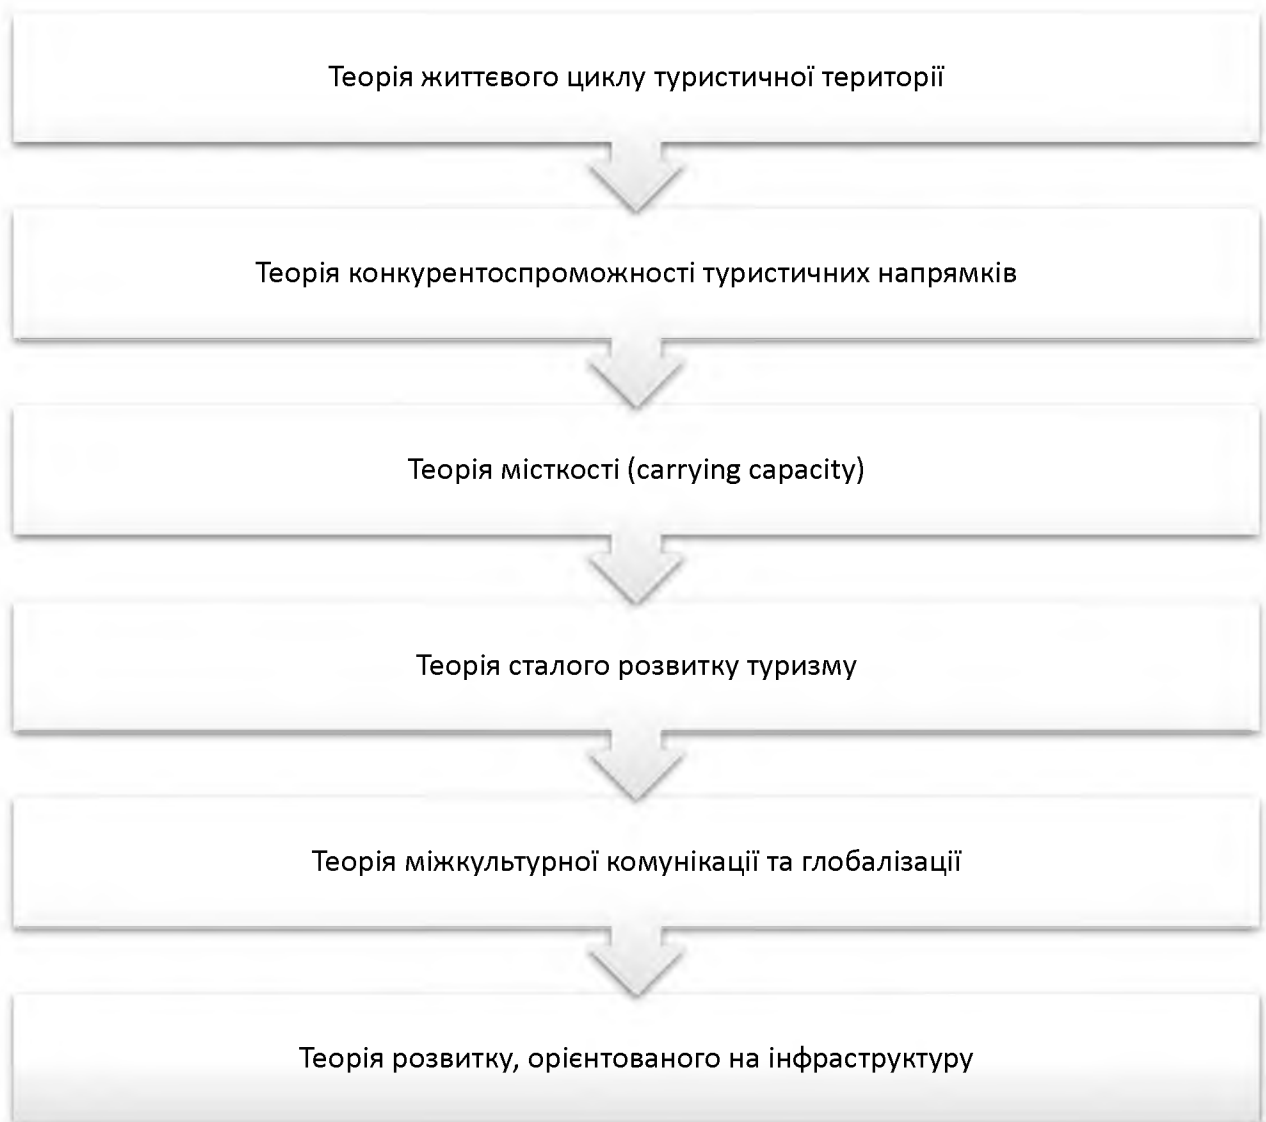 Теорія життєвого циклу туристичної території
Теорія конкурентоспроможності туристичних напрямків
Теорія місткості (carrying capacity)
Теорія сталого розвитку туризму
Теорія міжкультурної комунікації та глобалізації
Теорія розвитку, орієнтованого на інфраструктуру